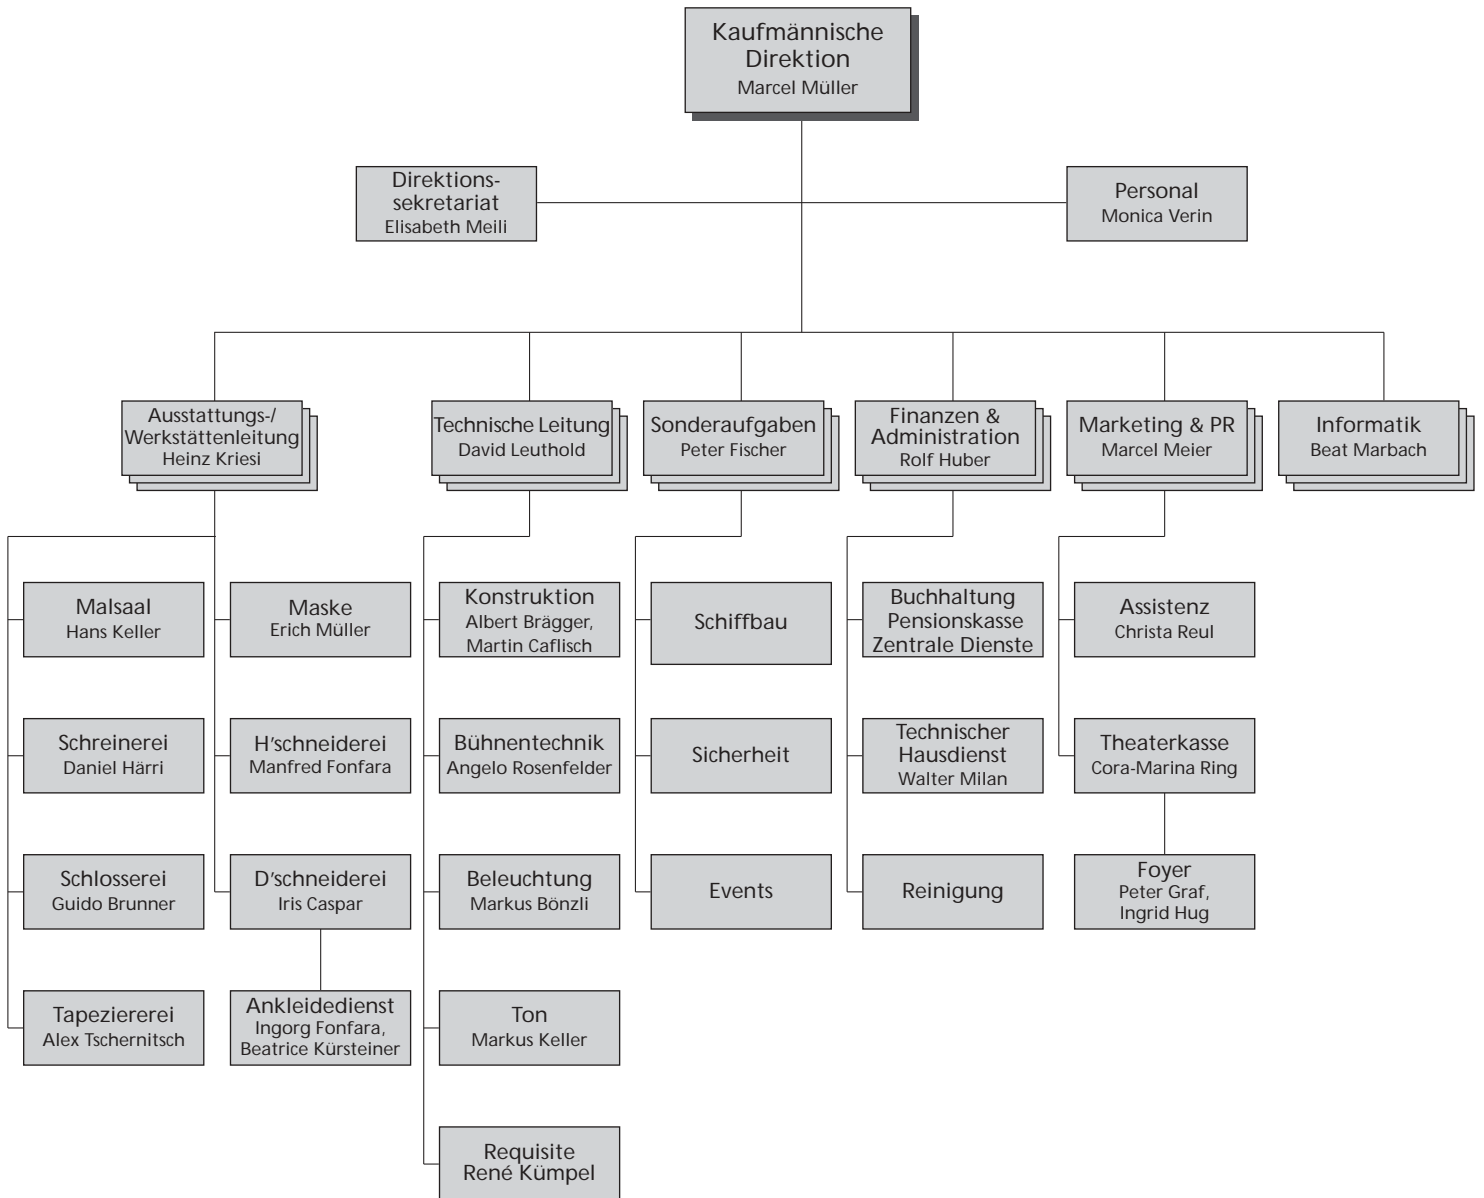 Kaufmännische
Direktion
Marcel Müller
Direktions-
sekretariat
Elisabeth Meili
Personal
Monica Verin
Ausstattungs-/
Werkstättenleitung
Heinz Kriesi
Technische Leitung
David Leuthold
Sonderaufgaben
Peter Fischer
Finanzen &
Administration
Rolf Huber
Marketing & PR
Marcel Meier
Informatik
Beat Marbach
Malsaal
Hans Keller
Maske
Erich Müller
Konstruktion
Albert Brägger,
Martin Caflisch
Schiffbau
Buchhaltung
Pensionskasse
Zentrale Dienste
Assistenz
Christa Reul
Schreinerei
Daniel Härri
H'schneiderei
Manfred Fonfara
Bühnentechnik
Angelo Rosenfelder
Sicherheit
Technischer
Hausdienst
Walter Milan
Theaterkasse
Cora-Marina Ring
Schlosserei
Guido Brunner
D'schneiderei
Iris Caspar
Beleuchtung
Markus Bönzli
Events
Reinigung
Foyer
Peter Graf,
Ingrid Hug
Tapeziererei
Alex Tschernitsch
Ankleidedienst
Ingorg Fonfara,
Beatrice Kürsteiner
Ton
Markus Keller
Requisite
René Kümpel